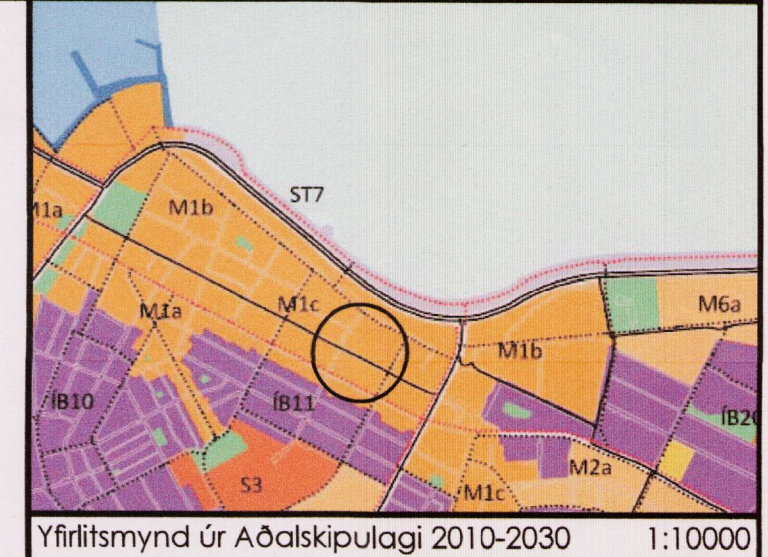 ST7
M1a
M1b
M1c
M6a
M1a
M1b
ÍB10
ÍB11
ÍB20
M2a
S3
M1c
Yfirlitsmynd úr Aðalskipulagi 2010-2030 1:10000